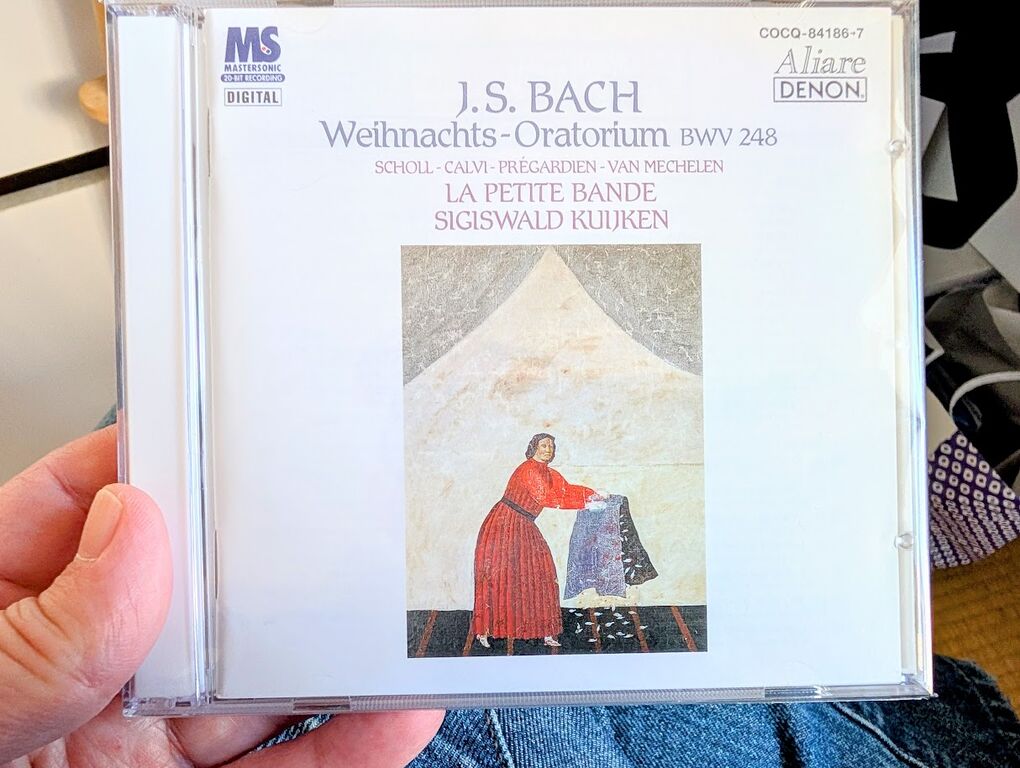 MS
MASTERSONIC
20-BIT RECORDING
DIGITAL
COCQ-84186→7
Aliare
DENON®
J.S. BACH
Weihnachts-Oratorium BWV 248
SCHOLL - CALVI - PRÉGARDIEN - VAN MECHELEN
LA PETITE BANDE
SIGISWALD KUIJKEN